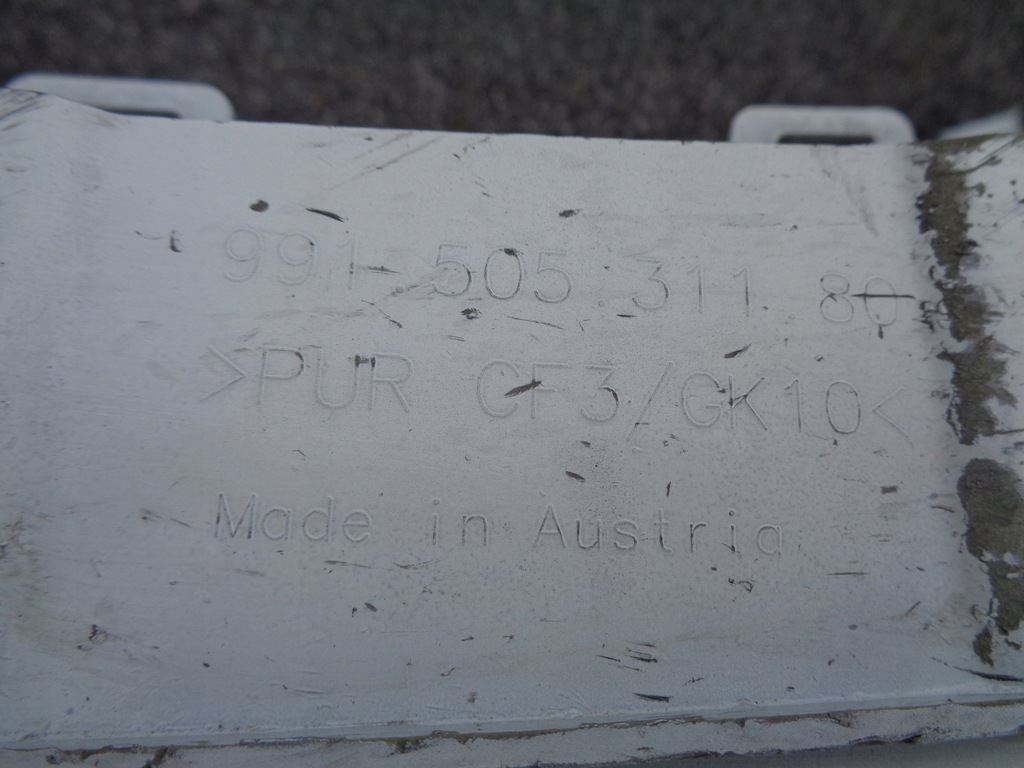 991.505.311.80
>PUR CF3/GK10<
Made in Austria